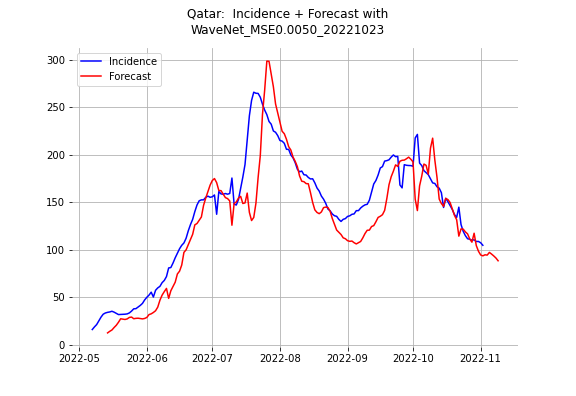 Qatar:  Incidence + Forecast with
WaveNet_MSE0.0050_20221023
Incidence
Forecast
300
250
200
150
100
50
0
2022-05 2022-06 2022-07 2022-08 2022-09 2022-10 2022-11